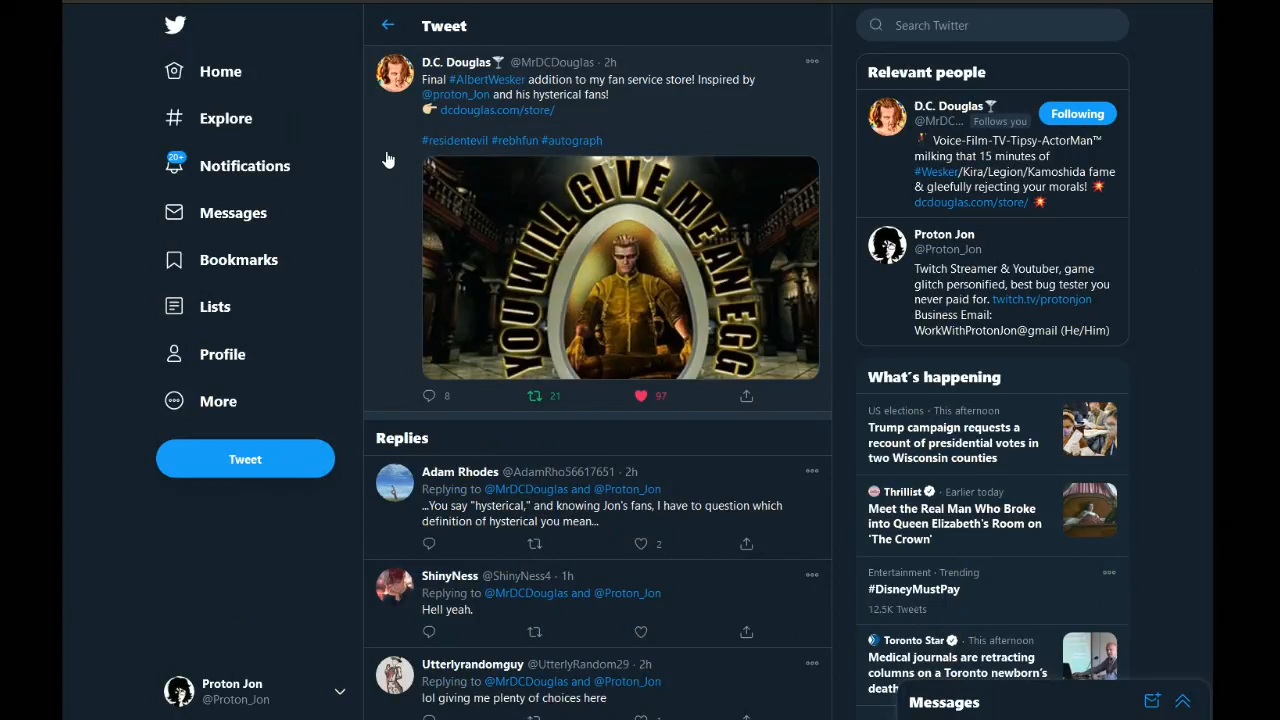 Home
Explore
20+
Notifications
Messages
Bookmarks
Lists
Profile
More
Tweet
Proton Jon
@Proton_Jon
Tweet
D.C. Douglas @MrDCDouglas · 2h
Final #AlbertWesker addition to my fan service store! Inspired by
@proton_Jon and his hysterical fans!
dcdouglas.com/store/
#residentevil #rebhfun #autograph
YOU WILL GIVE ME AN EGG
8 21 97
Replies
Adam Rhodes @AdamRho56617651 · 2h
Replying to @MrDCDouglas and @Proton_Jon
...You say "hysterical," and knowing Jon's fans, I have to question which
definition of hysterical you mean...
2
ShinyNess @ShinyNess4 · 1h
Replying to @MrDCDouglas and @Proton_Jon
Hell yeah.
Utterlyrandomguy @UtterlyRandom29 · 2h
Replying to @MrDCDouglas and @Proton_Jon
lol giving me plenty of choices here
Search Twitter
Relevant people
D.C. Douglas
@MrDC... Follows you
Following
Voice-Film-TV-Tipsy-ActorMan™
milking that 15 minutes of
#Wesker/Kira/Legion/Kamoshida fame
& gleefully rejecting your morals!
dcdouglas.com/store/
Proton Jon
@Proton_Jon
Twitch Streamer & Youtuber, game
glitch personified, best bug tester you
never paid for. twitch.tv/protonjon
Business Email:
WorkWithProtonJon@gmail (He/Him)
What's happening
US elections · This afternoon
Trump campaign requests a
recount of presidential votes in
two Wisconsin counties
Thrillist · Earlier today
Meet the Real Man Who Broke
into Queen Elizabeth's Room on
'The Crown'
Entertainment · Trending
#DisneyMustPay
12.5K Tweets
Toronto Star · This afternoon
Medical journals are retracting
columns on a Toronto newborn's
death
Messages